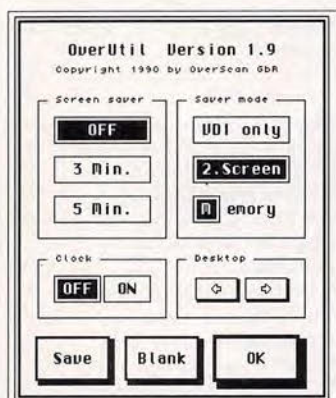 OverUtil Version 1.9
Copyright 1990 by OverScan GbR
Screen saver
OFF
3 Min.
5 Min.
Saver mode
VDI only
2.Screen
M emory
Clock
OFF ON
Desktop
⇦ ⇨
Save Blank OK